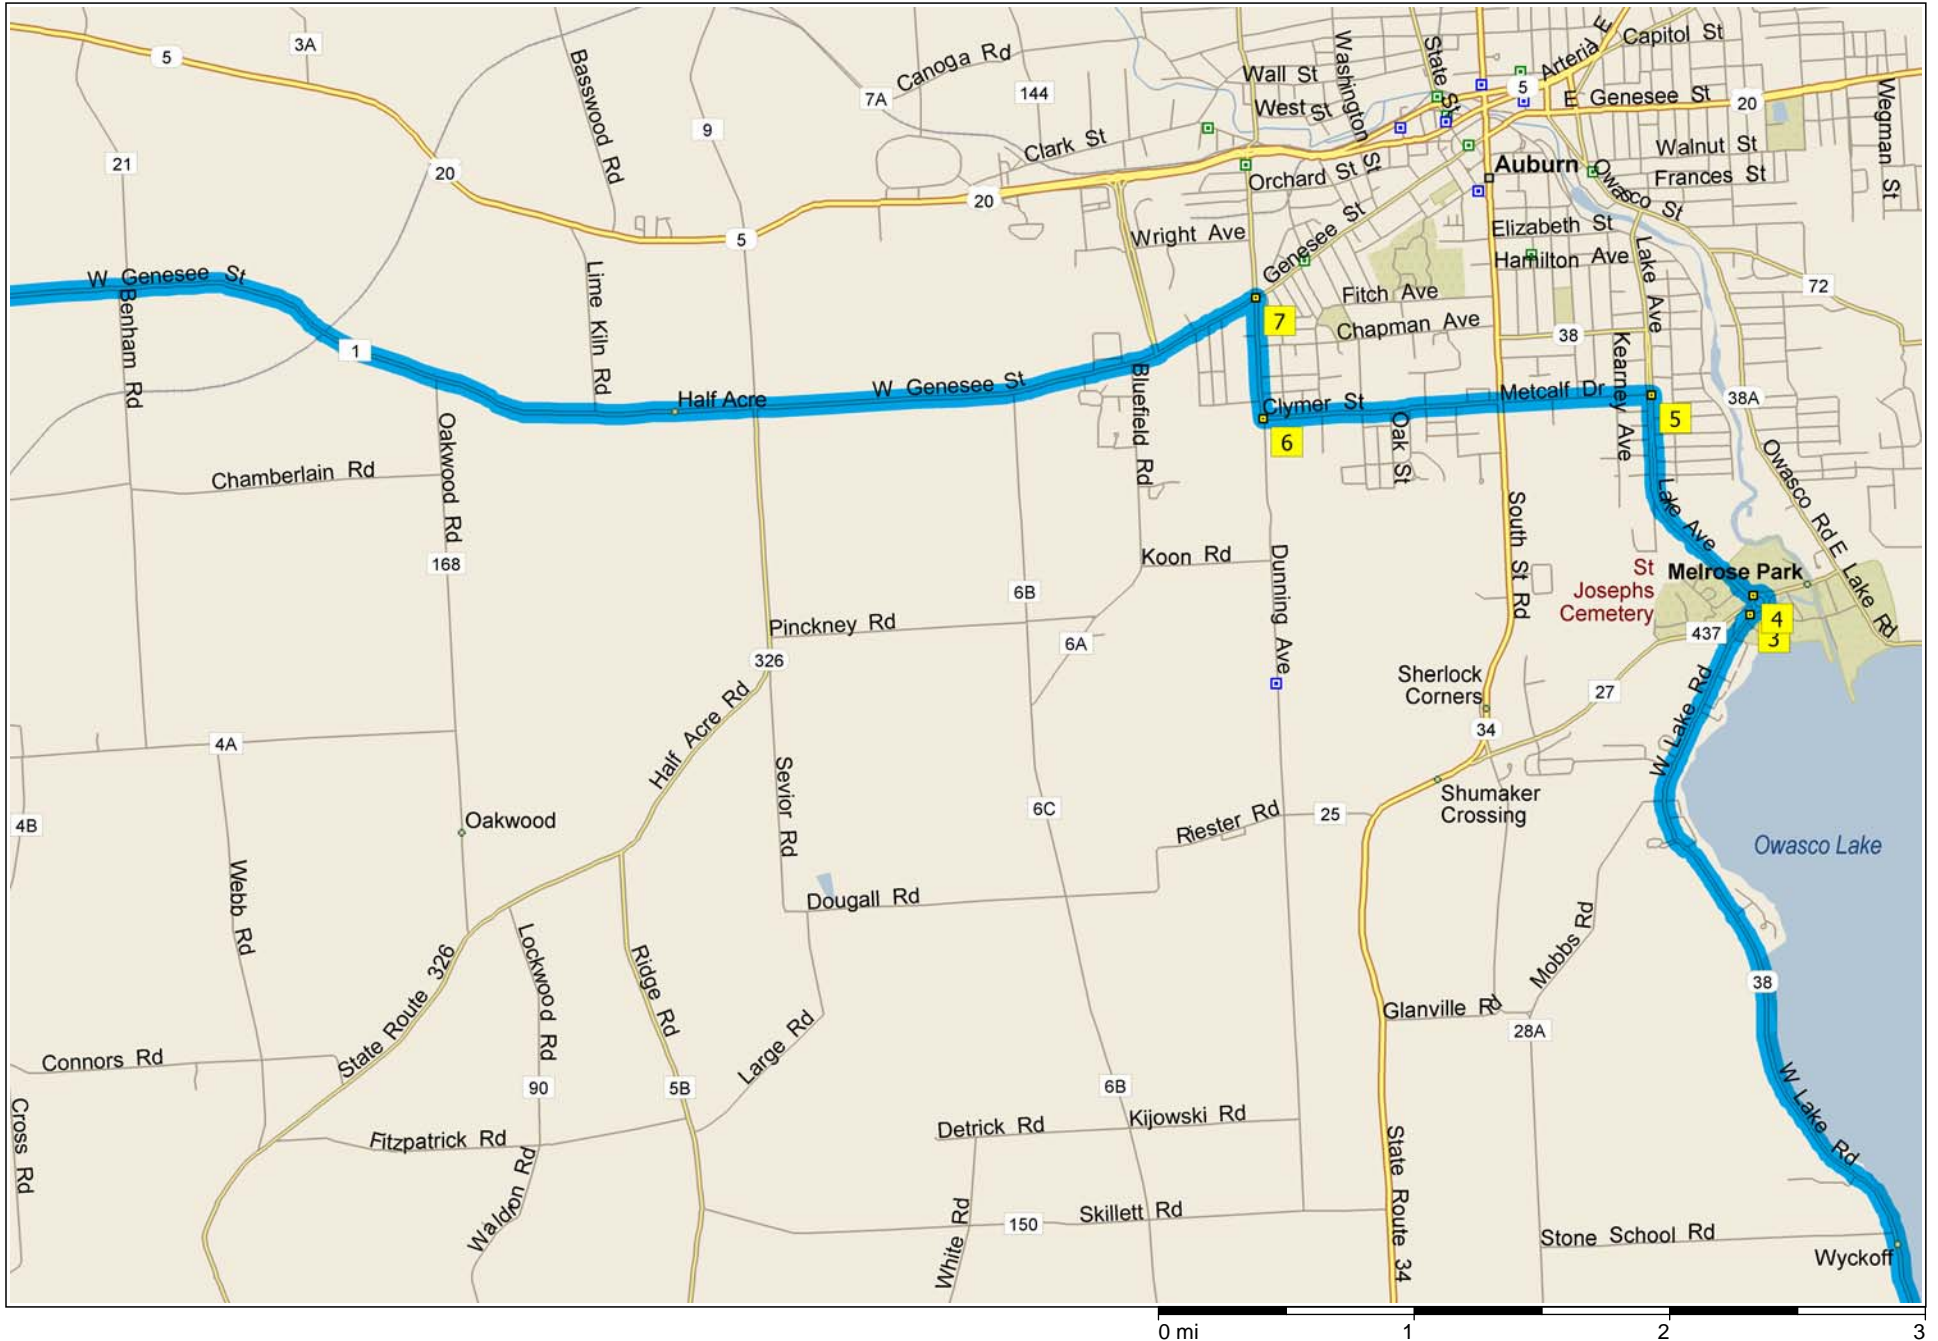 5
3A
Basswood Rd
Canoga Rd
7A
144
9
Wall St
West St
Washington St
State St
St
5
Arterial E
Capitol St
E Genesee St
20
Wegman St
21
20
Clark St
20
5
Orchard St
Auburn
Owasco St
Walnut St
Frances St
Wright Ave
Genesee St
Elizabeth St
Hamilton Ave
Lake Ave
72
W Genesee St
Benham Rd
Lime Kiln Rd
1
7
Fitch Ave
Chapman Ave
38
Kearney Ave
38A
Half Acre
W Genesee St
Bluefield Rd
Clymer St
6
Oak St
Metcalf Dr
5
Oakwood Rd
Chamberlain Rd
168
Koon Rd
Dunning Ave
South St Rd
Lake Ave
Owasco Rd
E Lake Rd
St
Josephs
Cemetery
Melrose Park
4
3
437
6B
Pinckney Rd
6A
326
Sherlock
Corners
27
W Lake Rd
34
4A
Half Acre Rd
Sevior Rd
6C
Shumaker
Crossing
4B
Oakwood
Riester Rd
25
Owasco Lake
Webb Rd
Dougall Rd
Mobbs Rd
Lockwood Rd
Ridge Rd
State Route 326
38
Glanville Rd
28A
Connors Rd
Large Rd
90
5B
6B
W Lake Rd
Cross Rd
Fitzpatrick Rd
Detrick Rd
Kijowski Rd
State Route 34
Waldron Rd
White Rd
150
Skillett Rd
Stone School Rd
Wyckoff
0 mi
1
2
3